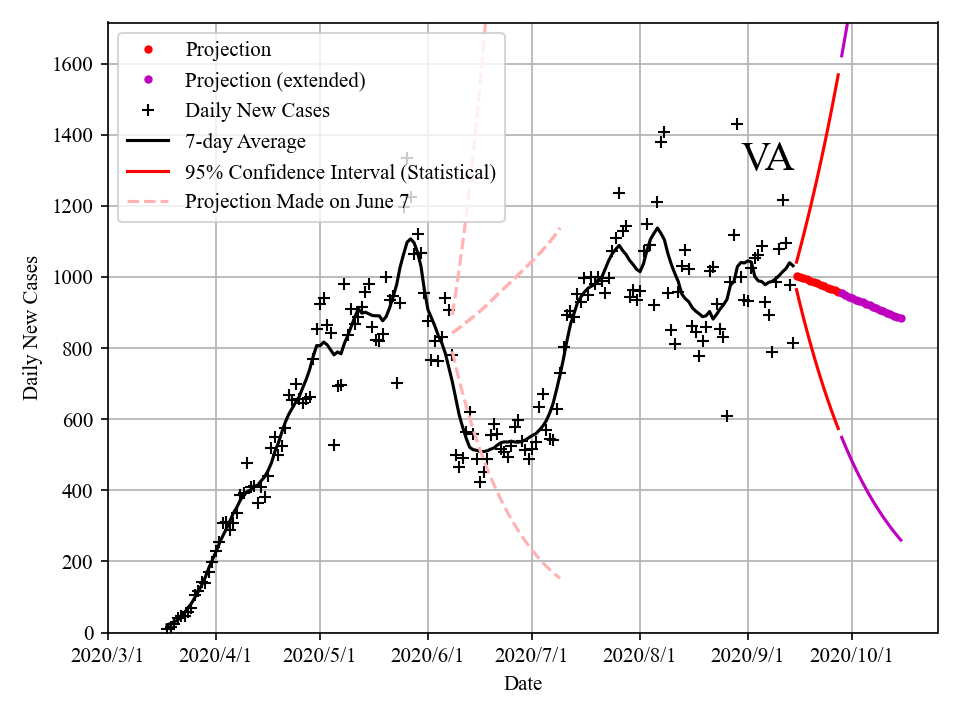 Projection
Projection (extended)
Daily New Cases
7-day Average
95% Confidence Interval (Statistical)
Projection Made on June 7
VA
Daily New Cases
1600
1400
1200
1000
800
600
400
200
0
2020/3/1 2020/4/1 2020/5/1 2020/6/1 2020/7/1 2020/8/1 2020/9/1 2020/10/1
Date